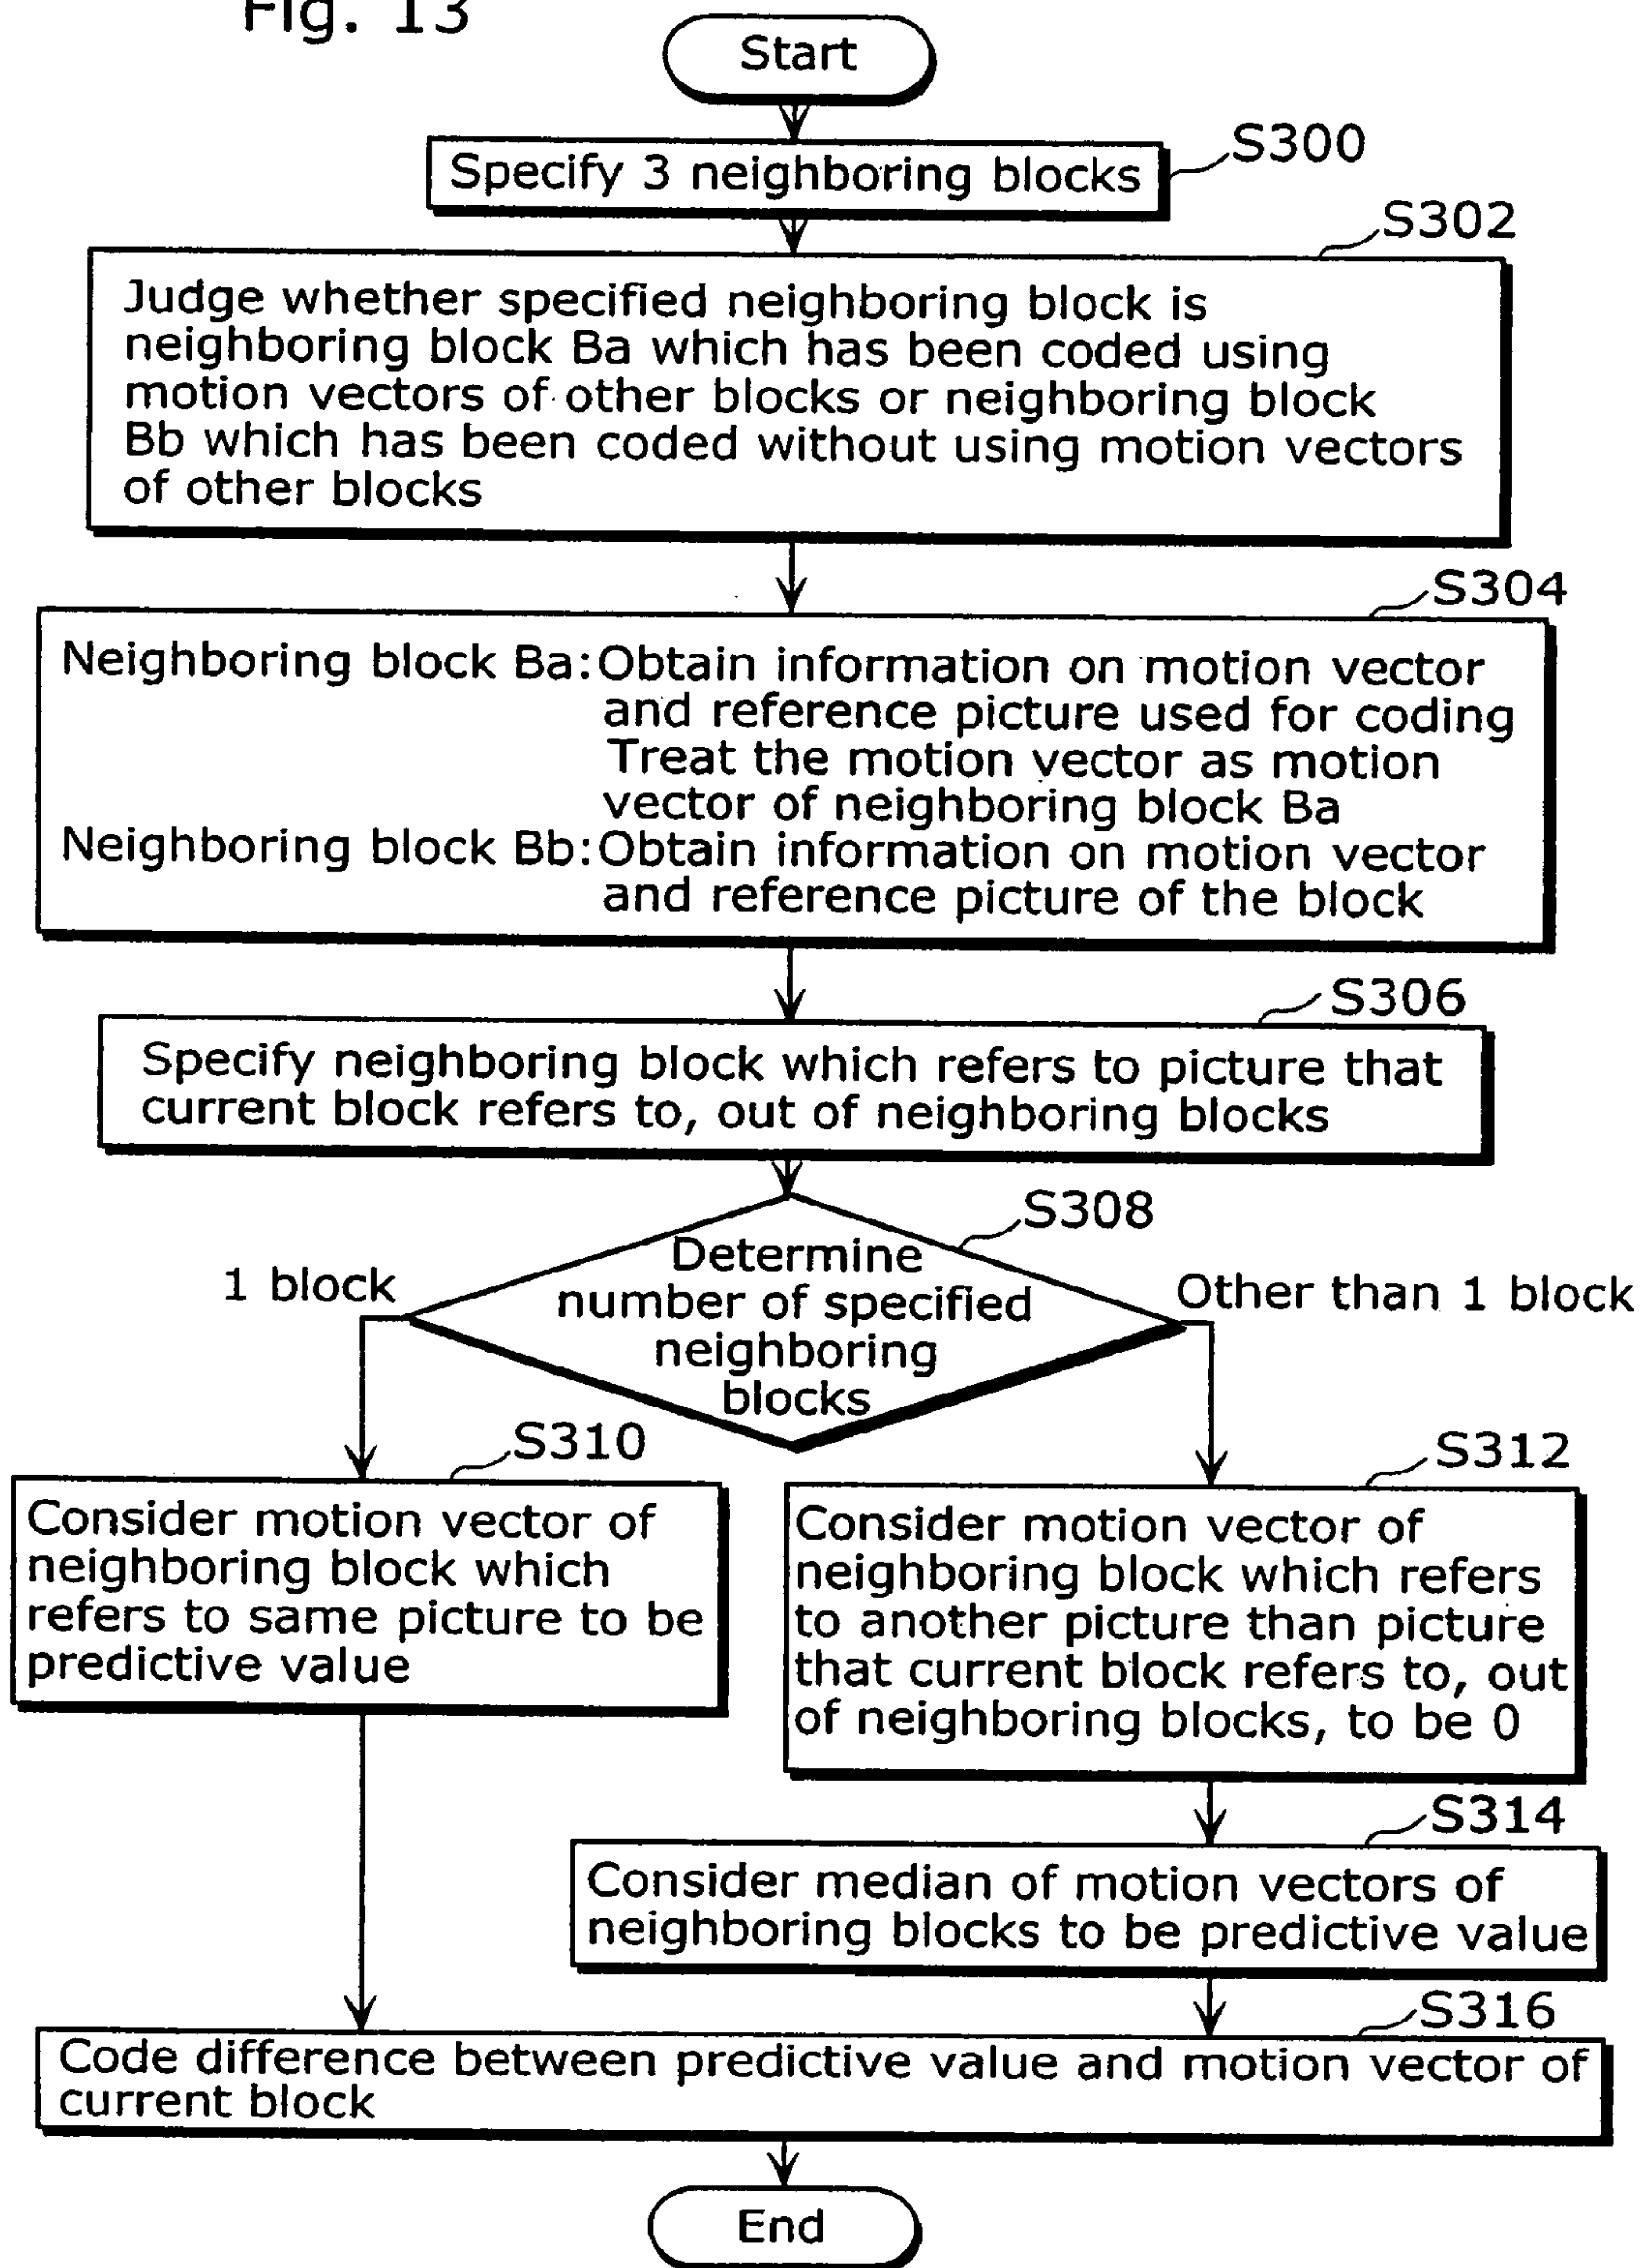 Fig. 13
Start
S300
Specify 3 neighboring blocks
S302
Judge whether specified neighboring block is
neighboring block Ba which has been coded using
motion vectors of other blocks or neighboring block
Bb which has been coded without using motion vectors
of other blocks
S304
Neighboring block Ba:Obtain information on motion vector
and reference picture used for coding
Treat the motion vector as motion
vector of neighboring block Ba
Neighboring block Bb:Obtain information on motion vector
and reference picture of the block
S306
Specify neighboring block which refers to picture that
current block refers to, out of neighboring blocks
S308
Determine
number of specified
neighboring
blocks
1 block
Other than 1 block
S310
Consider motion vector of
neighboring block which
refers to same picture to be
predictive value
S312
Consider motion vector of
neighboring block which refers
to another picture than picture
that current block refers to, out
of neighboring blocks, to be 0
S314
Consider median of motion vectors of
neighboring blocks to be predictive value
S316
Code difference between predictive value and motion vector of
current block
End